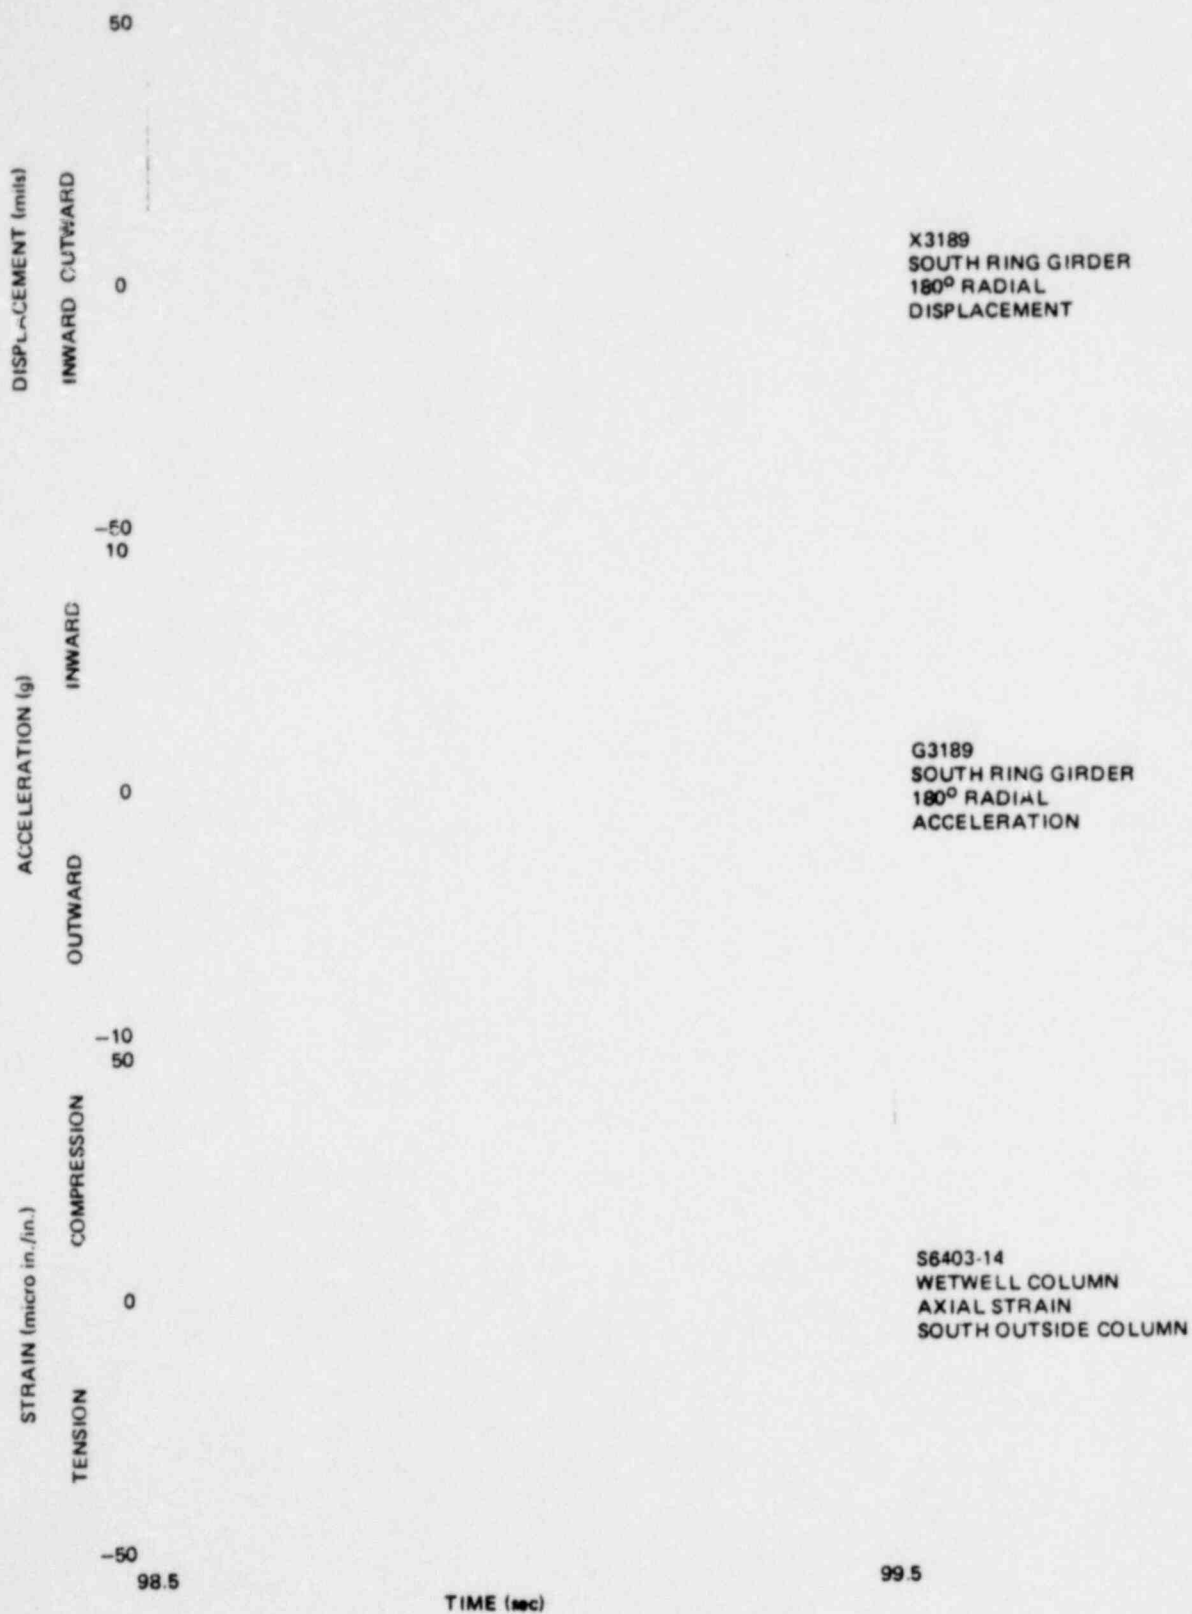 50
DISPLACEMENT (mils)
INWARD OUTWARD
0
X3189
SOUTH RING GIRDER
180° RADIAL
DISPLACEMENT
-50
10
ACCELERATION (g)
INWARD
0
OUTWARD
G3189
SOUTH RING GIRDER
180° RADIAL
ACCELERATION
-10
50
STRAIN (micro in./in.)
COMPRESSION
0
TENSION
S6403-14
WETWELL COLUMN
AXIAL STRAIN
SOUTH OUTSIDE COLUMN
-50
98.5
99.5
TIME (sec)